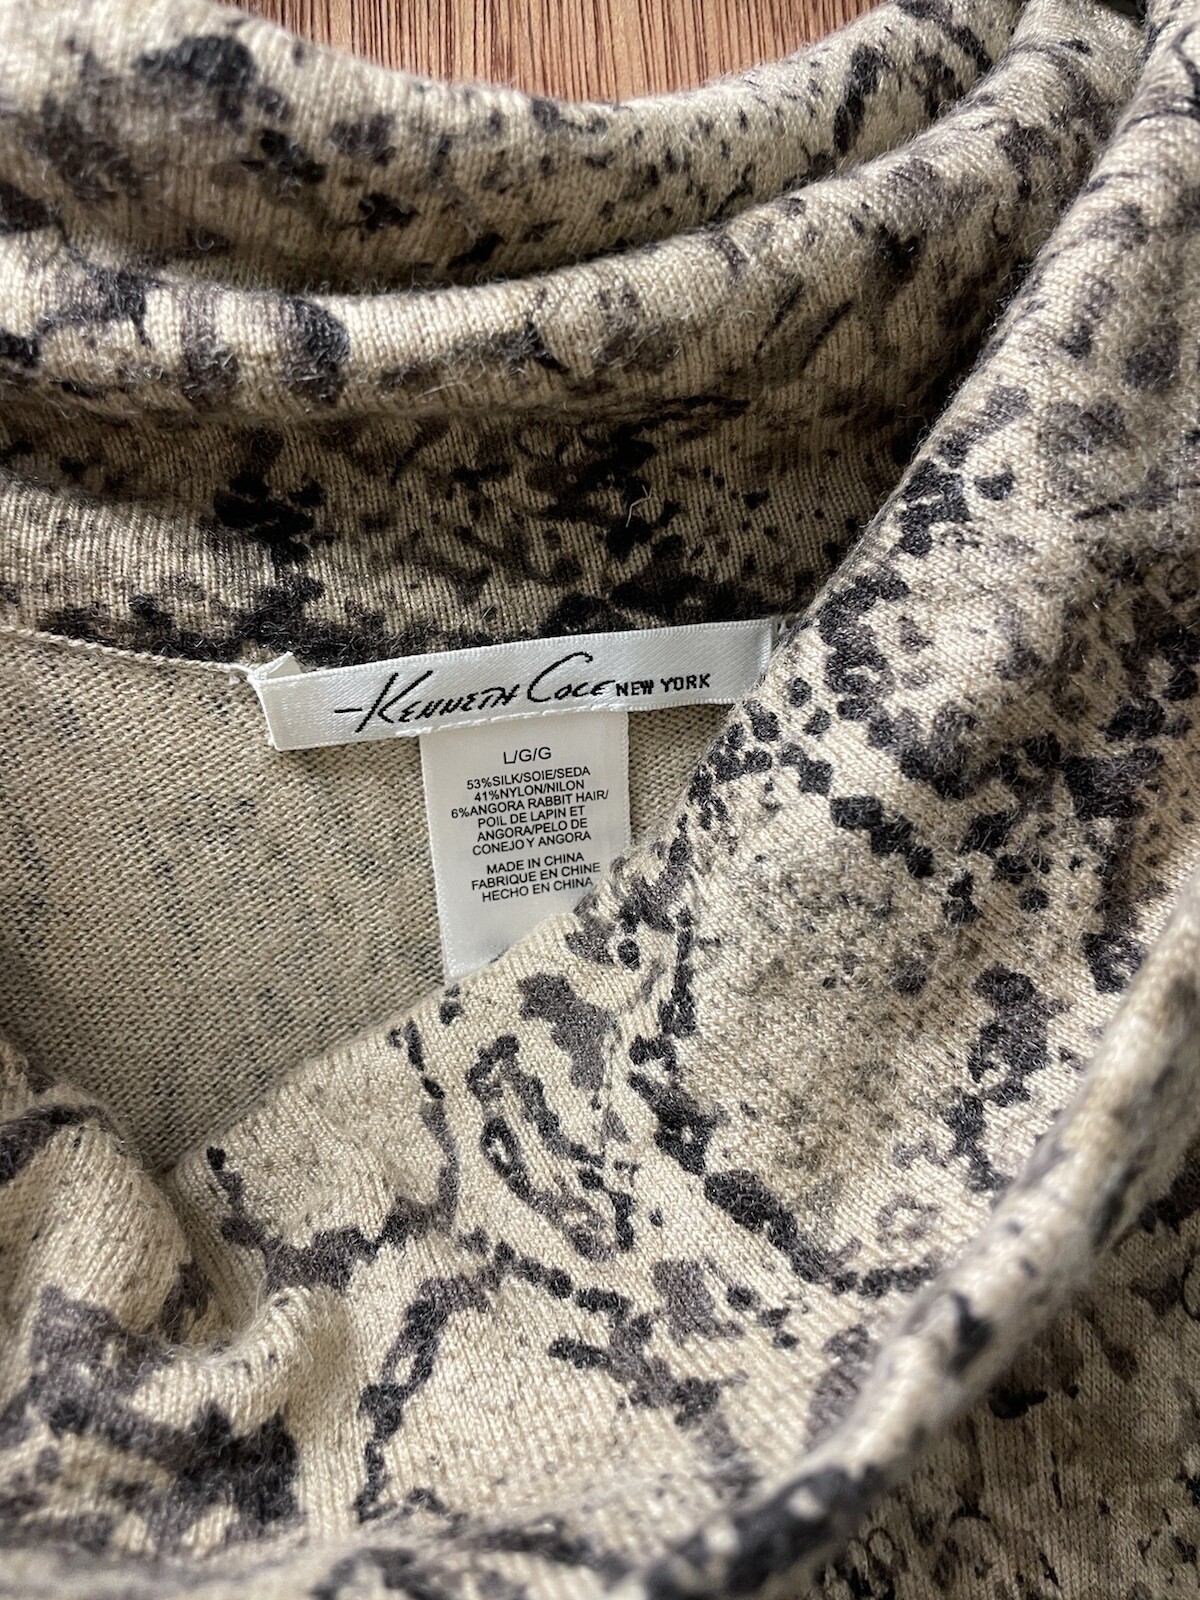 KENNETH COLE NEW YORK
L/G/G
53%SILK/SOIE/SEDA
41%NYLON/NILON
6%ANGORA RABBIT HAIR/
POIL DE LAPIN ET
ANGORA/PELO DE
CONEJO Y ANGORA
MADE IN CHINA
FABRIQUE EN CHINE
HECHO EN CHINA